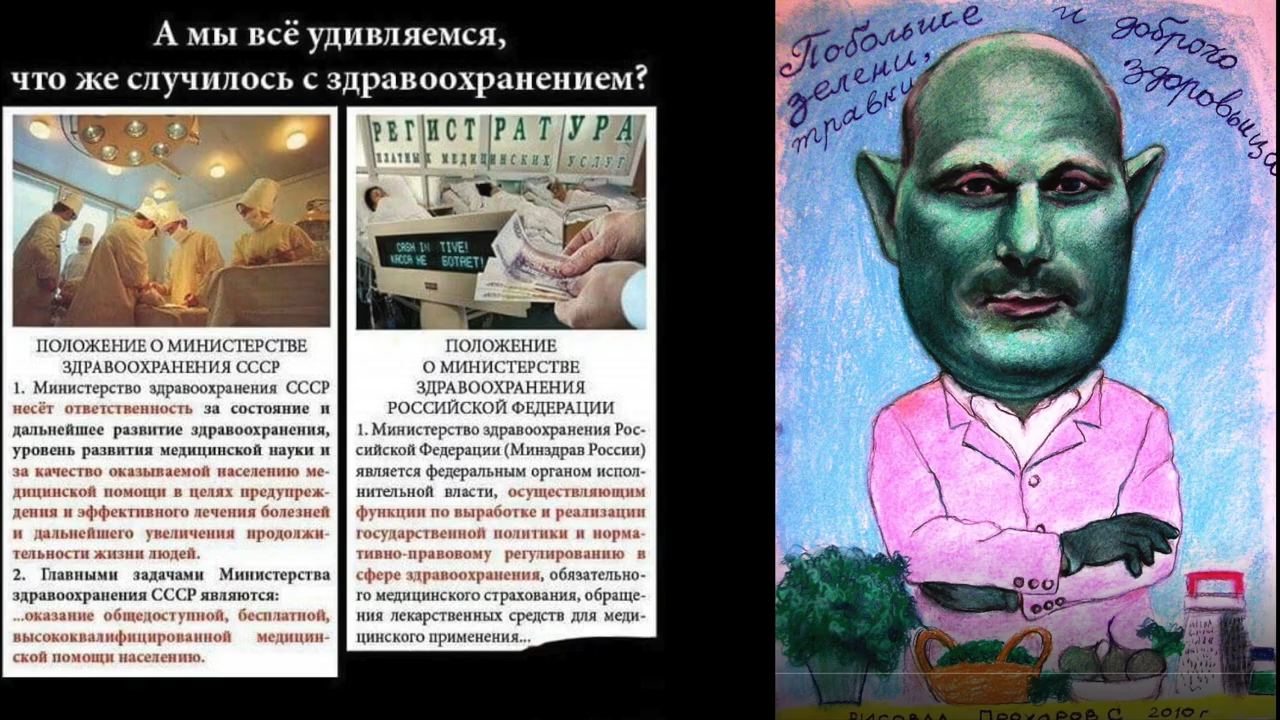 А мы всё удивляемся,
что же случилось с здравоохранением?
ПОЛОЖЕНИЕ О МИНИСТЕРСТВЕ
ЗДРАВООХРАНЕНИЯ СССР
1. Министерство здравоохранения СССР
несёт ответственность за состояние и
дальнейшее развитие здравоохранения,
уровень развития медицинской науки и
за качество оказываемой населению ме-
дицинской помощи в целях предупреж-
дения и эффективного лечения болезней
и дальнейшего увеличения продолжи-
тельности жизни людей.
2. Главными задачами Министерства
здравоохранения СССР являются:
...оказание общедоступной, бесплатной,
высококвалифицированной медицин-
ской помощи населению.
РЕГИСТРАТУРА
ПЛАТНЫХ МЕДИЦИНСКИХ УСЛУГ
CASH IN TIVE!
КАССА НЕ БОТАЕТ!
ПОЛОЖЕНИЕ
О МИНИСТЕРСТВЕ
ЗДРАВООХРАНЕНИЯ
РОССИЙСКОЙ ФЕДЕРАЦИИ
1. Министерство здравоохранения Рос-
сийской Федерации (Минздрав России)
является федеральным органом испол-
нительной власти, осуществляющим
функции по выработке и реализации
государственной политики и норма-
тивно-правовому регулированию в
сфере здравоохранения, обязательно-
го медицинского страхования, обраще-
ния лекарственных средств для меди-
цинского применения...
Побольше
зелени,
травки
и доброго
здоровьица
Рисовал Прохоров С. 2010 г.